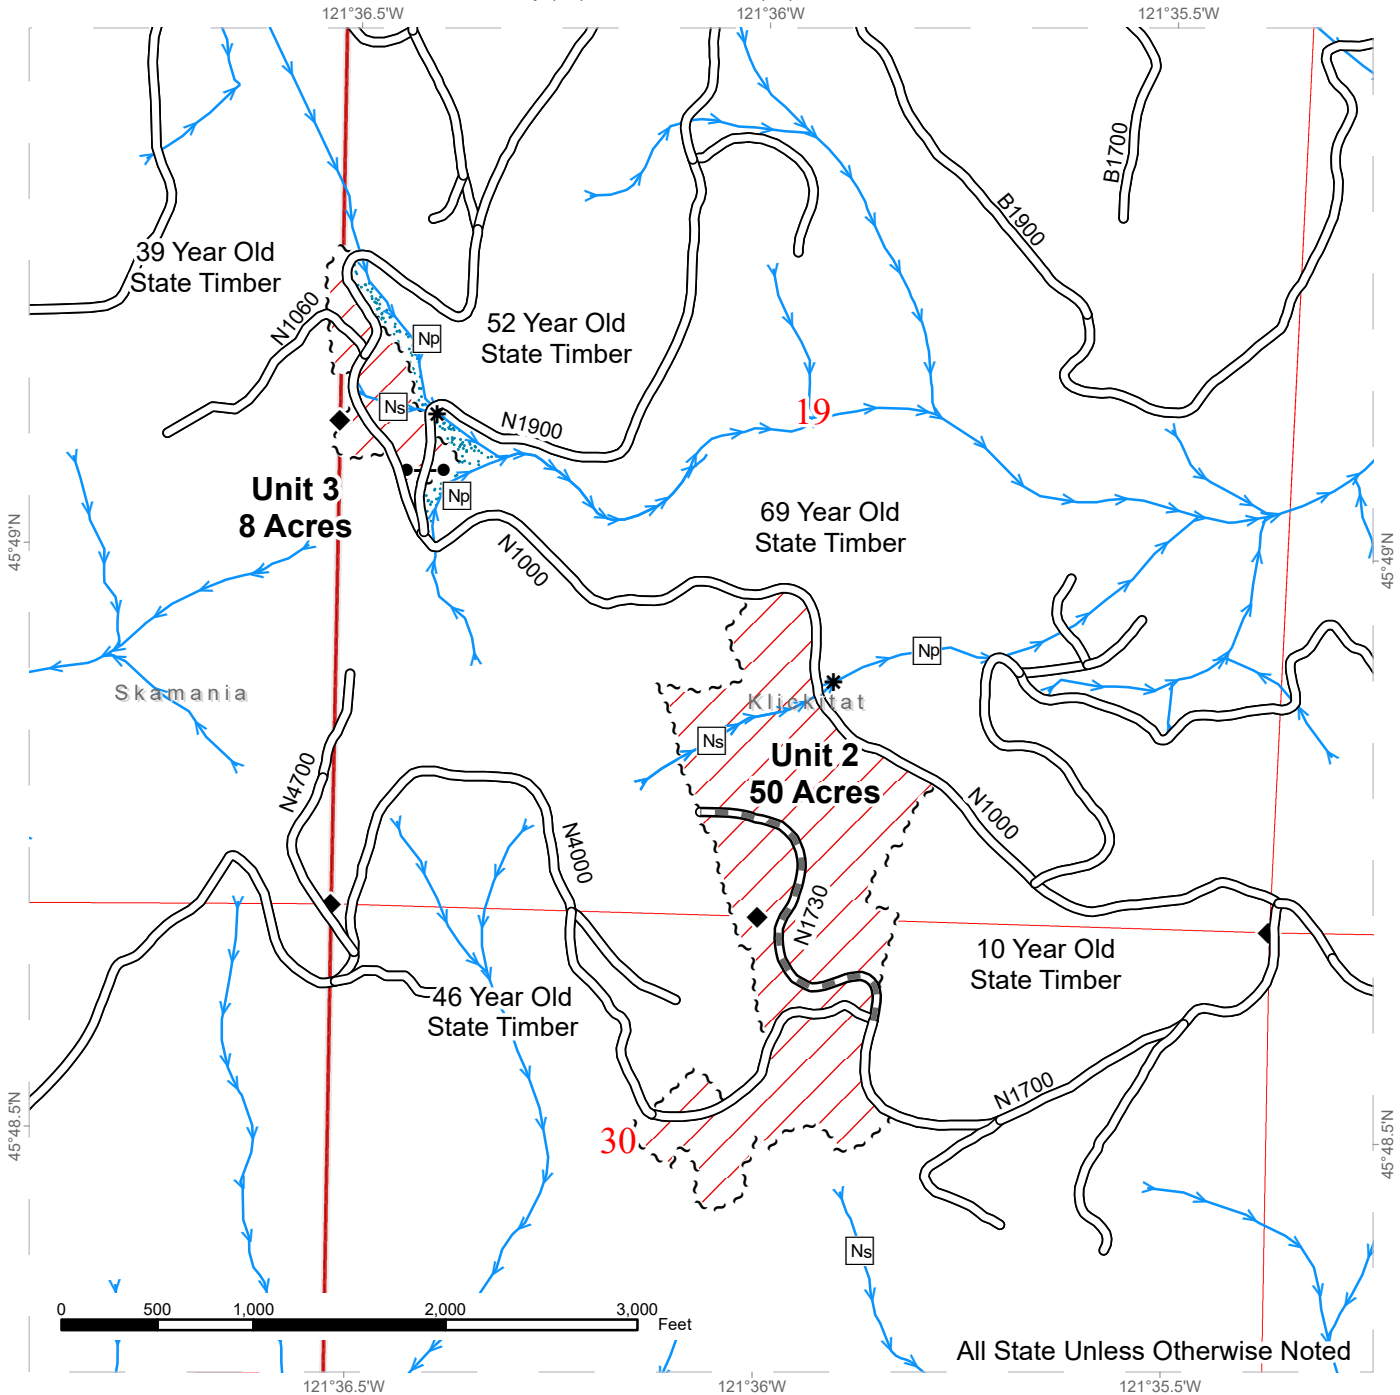 121°36.5'W
121°36'W
121°35.5'W
B1700
B1900
39 Year Old
State Timber
N1060
52 Year Old
State Timber
Np
Ns
19
N1900
Unit 3
8 Acres
Np
69 Year Old
State Timber
45°49'N
45°49'N
N1000
Np
Skamania
Klickitat
Ns
Unit 2
50 Acres
N4700
N1000
N4000
N1730
10 Year Old
State Timber
46 Year Old
State Timber
N1700
45°48.5'N
45°48.5'N
30
Ns
0 500 1,000 2,000 3,000
Feet
All State Unless Otherwise Noted
121°36.5'W
121°36'W
121°35.5'W